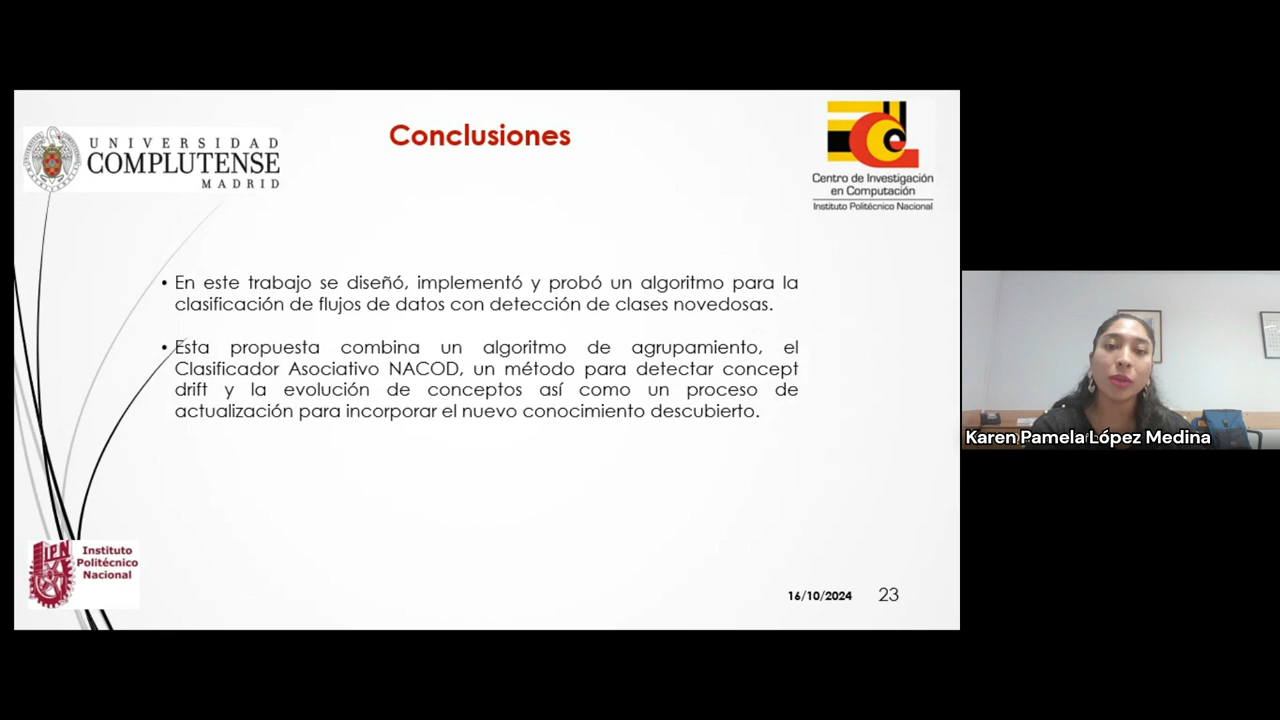 UNIVERSIDAD
COMPLUTENSE
MADRID
Conclusiones
Centro de Investigación
en Computación
Instituto Politécnico Nacional
• En este trabajo se diseñó, implementó y probó un algoritmo para la
clasificación de flujos de datos con detección de clases novedosas.
• Esta propuesta combina un algoritmo de agrupamiento, el
Clasificador Asociativo NACOD, un método para detectar concept
drift y la evolución de conceptos así como un proceso de
actualización para incorporar el nuevo conocimiento descubierto.
Karen Pamela López Medina
IPN
Instituto
Politécnico
Nacional
16/10/2024 23